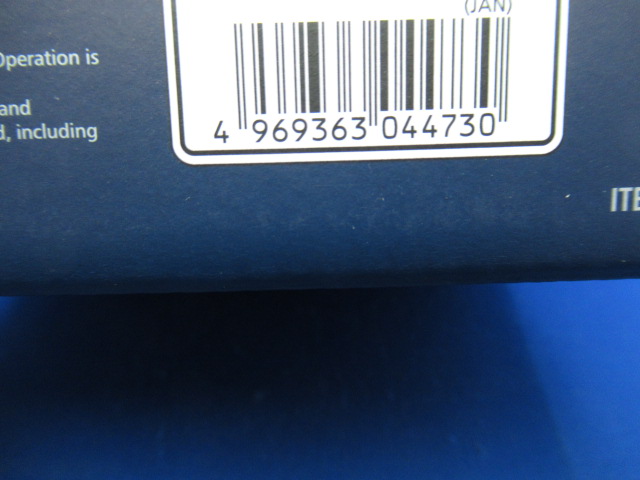 (JAN)
Operation is
and
d, including
4 969363 044730
ITE